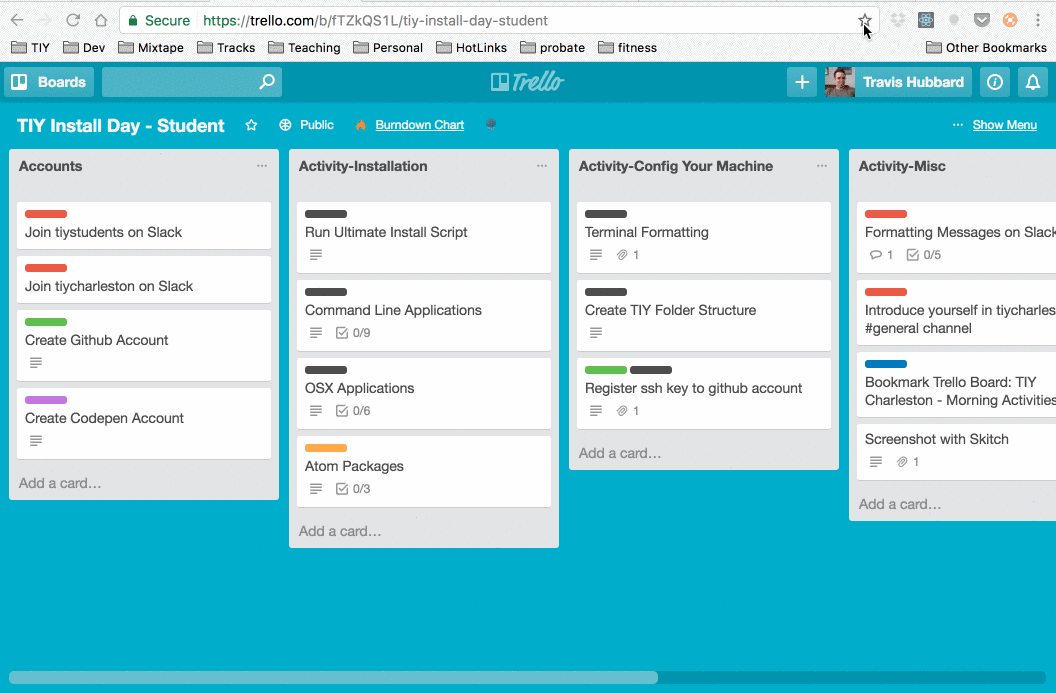 Secure https://trello.com/b/fTZkQS1L/tiy-install-day-student
TIY Dev Mixtape Tracks Teaching Personal HotLinks probate fitness Other Bookmarks
Boards Trello Travis Hubbard
TIY Install Day - Student Public Burndown Chart ... Show Menu
Accounts ...
Join tiystudents on Slack
Join tiycharleston on Slack
Create Github Account
Create Codepen Account
Add a card...
Activity-Installation ...
Run Ultimate Install Script
Command Line Applications
0/9
OSX Applications
0/6
Atom Packages
0/3
Add a card...
Activity-Config Your Machine ...
Terminal Formatting
1
Create TIY Folder Structure
Register ssh key to github account
1
Add a card...
Activity-Misc
Formatting Messages on Slack
1 0/5
Introduce yourself in tiycharles
#general channel
Bookmark Trello Board: TIY
Charleston - Morning Activities
Screenshot with Skitch
1
Add a card...